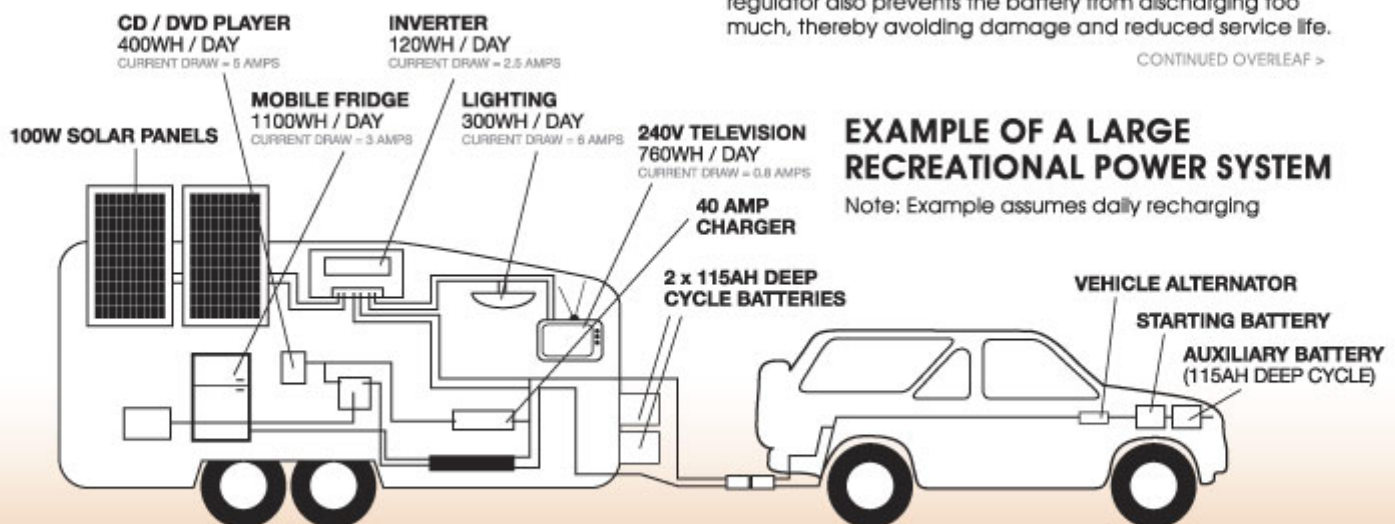 regulator also prevents the battery from discharging too
much, thereby avoiding damage and reduced service life.
CONTINUED OVERLEAF >
CD / DVD PLAYER
400WH / DAY
CURRENT DRAW = 5 AMPS
INVERTER
120WH / DAY
CURRENT DRAW = 2.5 AMPS
MOBILE FRIDGE
1100WH / DAY
CURRENT DRAW = 3 AMPS
LIGHTING
300WH / DAY
CURRENT DRAW = 6 AMPS
100W SOLAR PANELS
240V TELEVISION
760WH / DAY
CURRENT DRAW = 0.8 AMPS
EXAMPLE OF A LARGE
RECREATIONAL POWER SYSTEM
Note: Example assumes daily recharging
40 AMP
CHARGER
2 x 115AH DEEP
CYCLE BATTERIES
VEHICLE ALTERNATOR
STARTING BATTERY
AUXILIARY BATTERY
(115AH DEEP CYCLE)